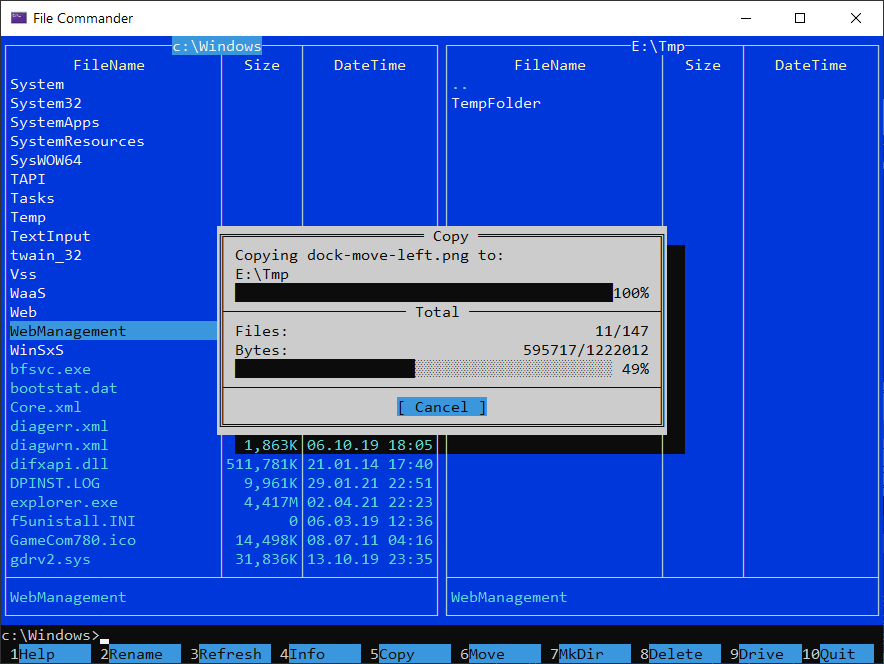 File Commander
c:\Windows E:\Tmp
FileName Size DateTime FileName Size DateTime
System ..
System32 TempFolder
SystemApps
SystemResources
SysWOW64
TAPI
Tasks
Temp
TextInput Copy
twain_32 Copying dock-move-left.png to:
Vss E:\Tmp
WaaS 100%
Web Total
WebManagement Files: 11/147
WinSxS Bytes: 595717/1222012
bfsvc.exe 49%
bootstat.dat
Core.xml [ Cancel ]
diagerr.xml
diagwrn.xml 1,863K 06.10.19 18:05
difxapi.dll 511,781K 21.01.14 17:40
DPINST.LOG 9,961K 29.01.21 22:51
explorer.exe 4,417M 02.04.21 22:23
f5unistall.INI 0 06.03.19 12:36
GameCom780.ico 14,498K 08.07.11 04:16
gdrv2.sys 31,836K 13.10.19 23:35
WebManagement WebManagement
c:\Windows>
1Help 2Rename 3Refresh 4Info 5Copy 6Move 7MkDir 8Delete 9Drive 10Quit